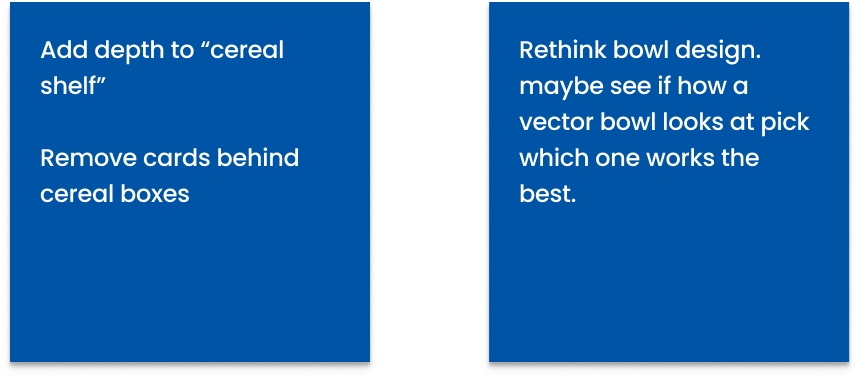 Add depth to “cereal
shelf”
Remove cards behind
cereal boxes
Rethink bowl design.
maybe see if how a
vector bowl looks at pick
which one works the
best.